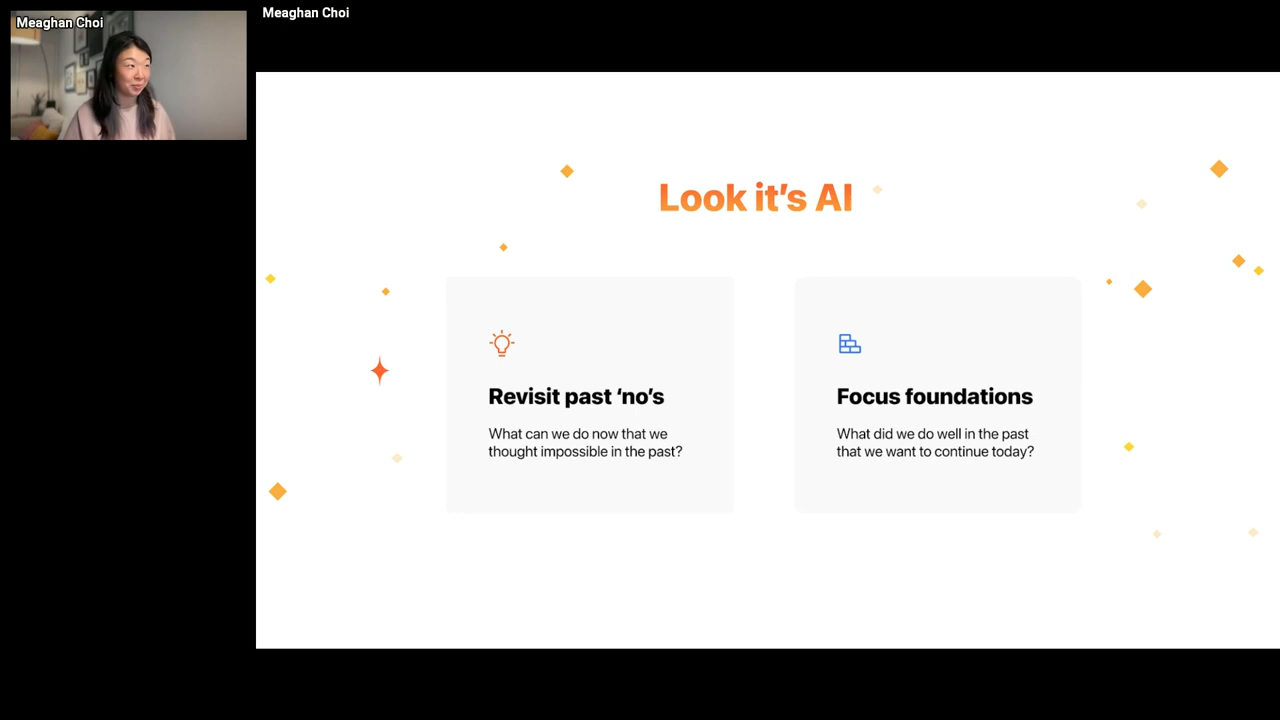 Meaghan Choi
Meaghan Choi
Look it’s AI
Revisit past ‘no’s
What can we do now that we
thought impossible in the past?
Focus foundations
What did we do well in the past
that we want to continue today?